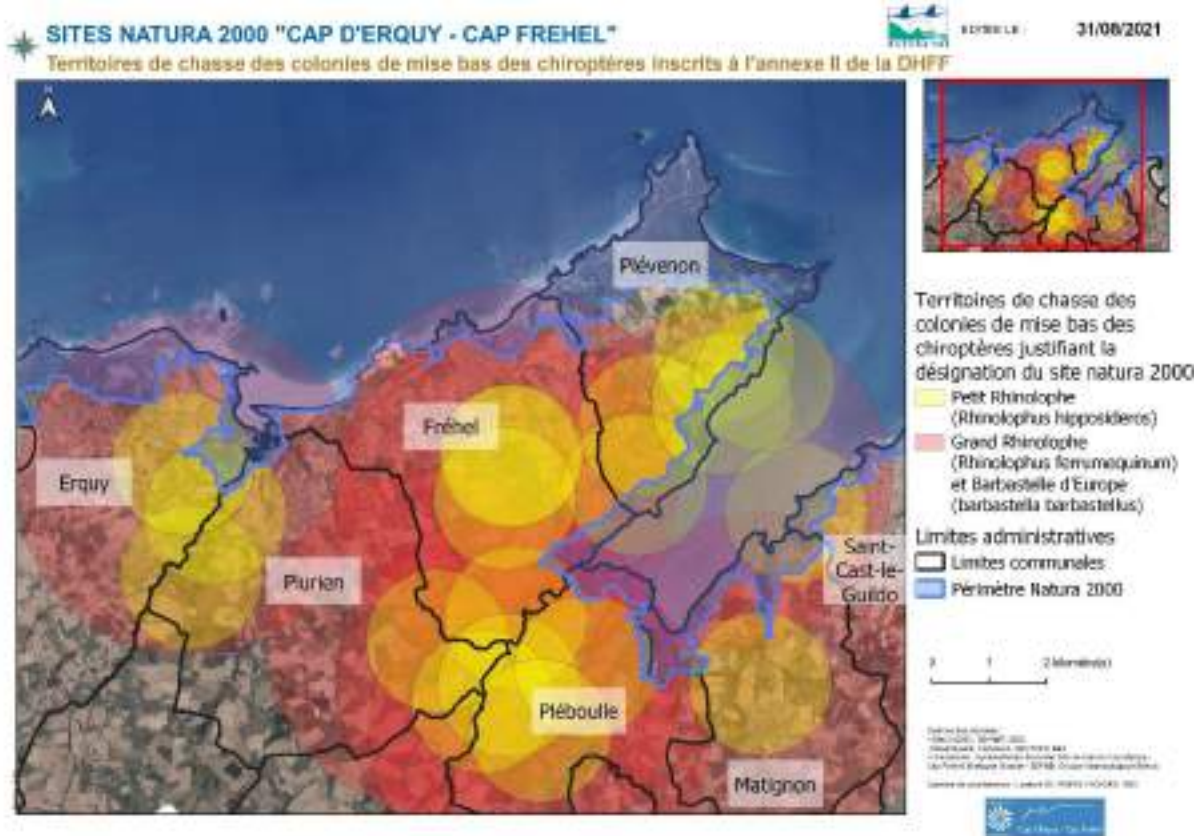 SITES NATURA 2000 "CAP D'ERQUY - CAP FREHEL"
31/08/2021
Territoires de chasse des colonies de mise bas des chiroptères inscrits à l'annexe II de la DHFF
N
Plévenon
Fréhel
Erquy
Plurien
Saint-
Cast-le-
Guildo
Pléboulle
Matignon
Territoires de chasse des
colonies de mise bas des
chiroptères justifiant la
désignation du site natura 2000
Petit Rhinolophe
(Rhinolophus hipposideros)
Grand Rhinolophe
(Rhinolophus ferrumequinum)
et Barbastelle d'Europe
(barbastella barbastellus)
Limites administratives
Limites communales
Périmètre Natura 2000
0 1 2 kilomètre(s)